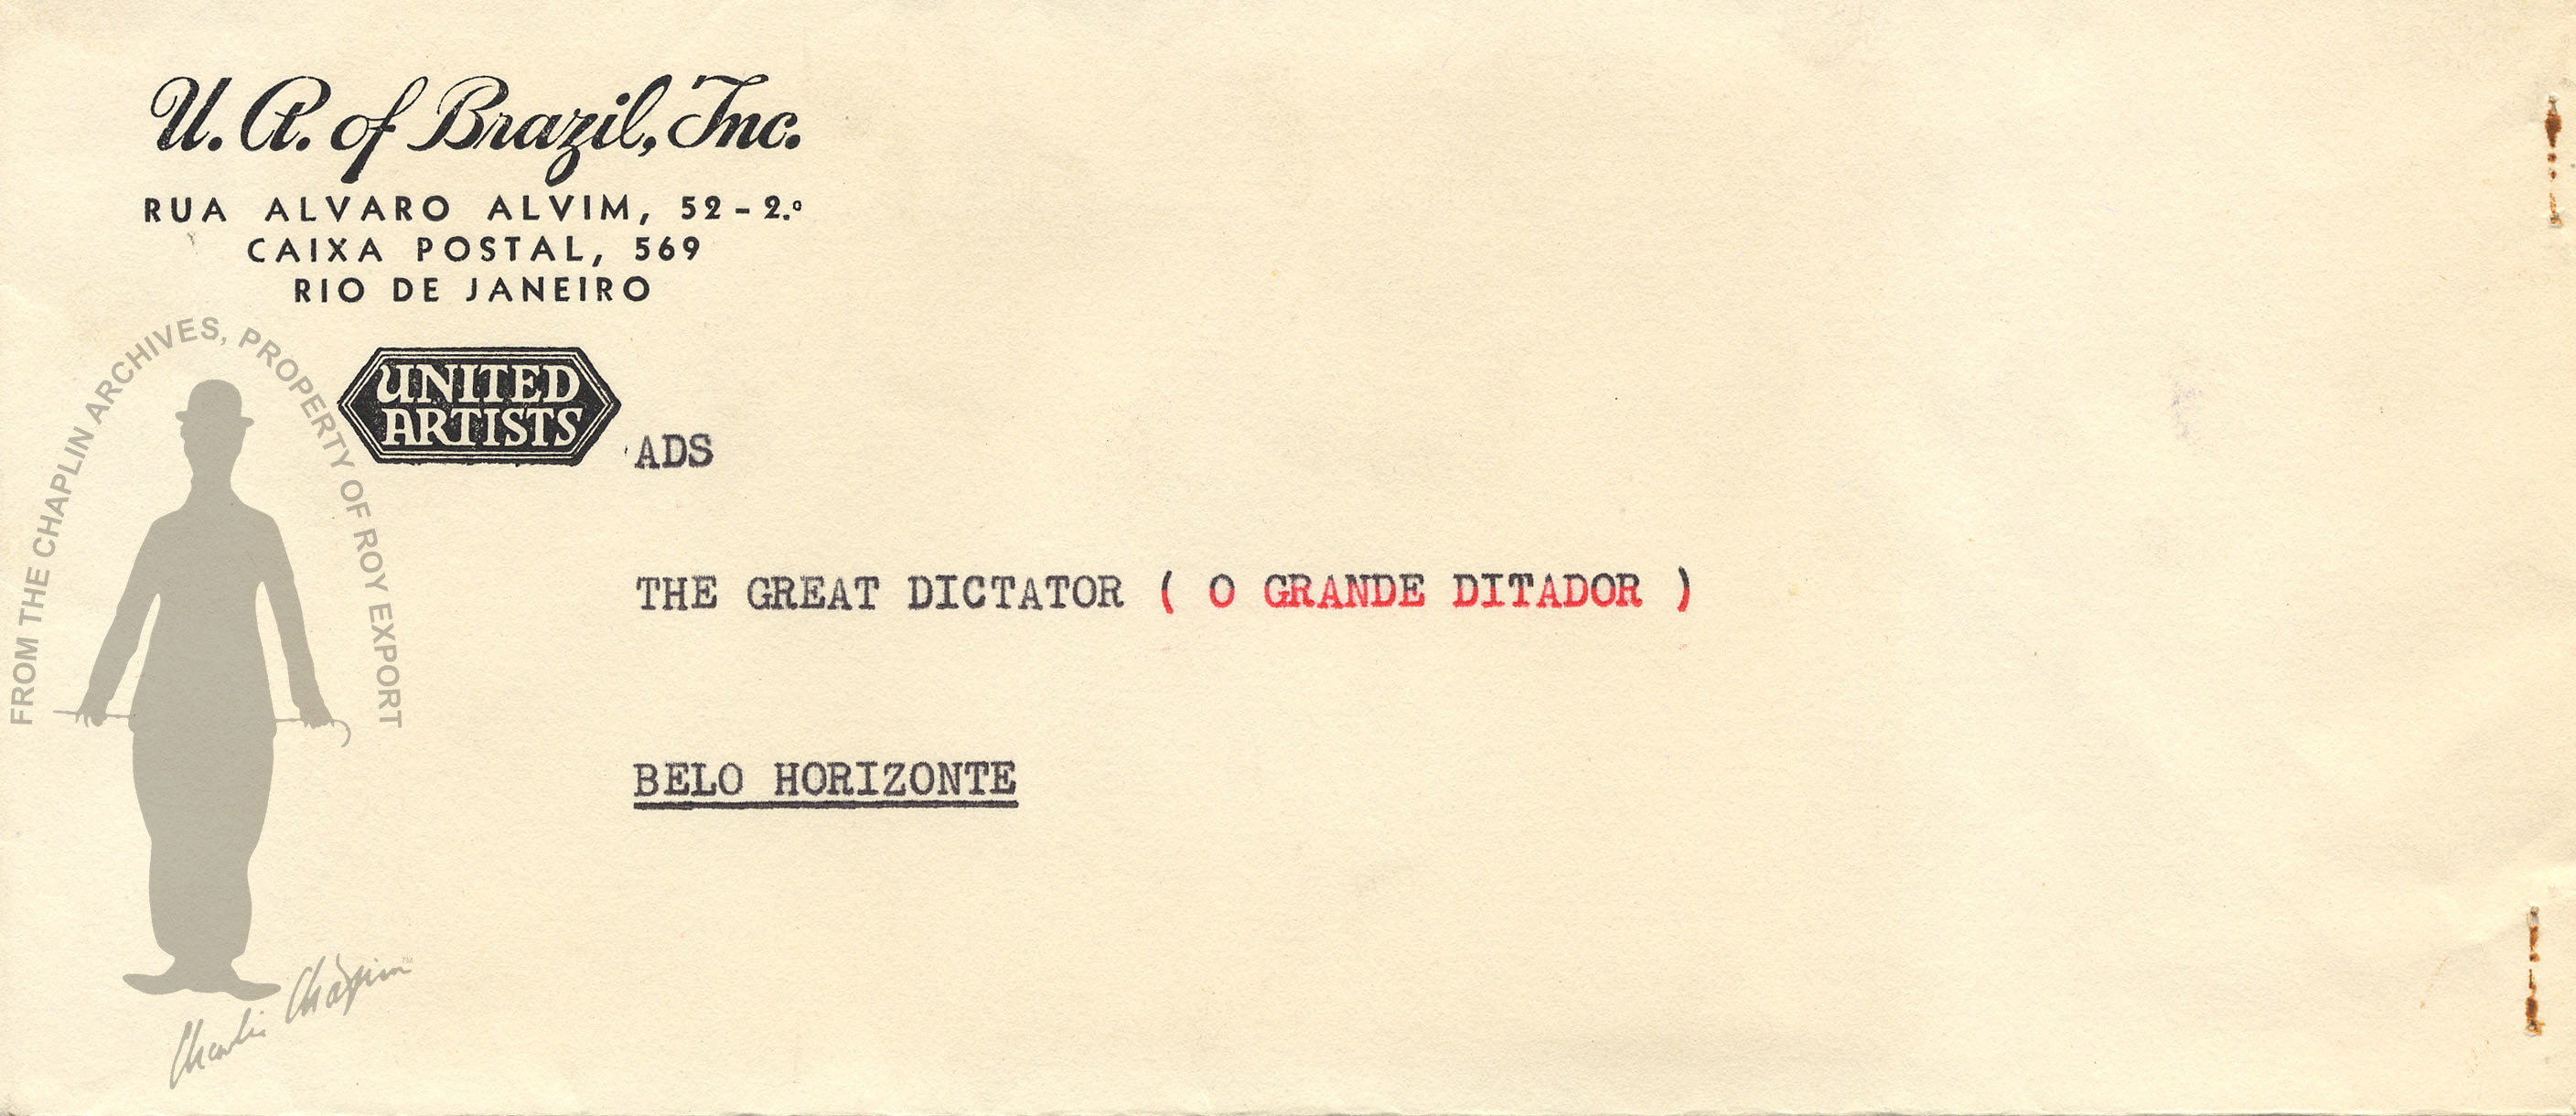 U. A. of Brazil, Inc.
RUA ALVARO ALVIM, 52 - 2.º
CAIXA POSTAL, 569
RIO DE JANEIRO
UNITED
ARTISTS
ADS
THE GREAT DICTATOR ( O GRANDE DITADOR )
BELO HORIZONTE
FROM THE CHAPLIN ARCHIVES, PROPERTY OF ROY EXPORT
Charlie Chaplin™